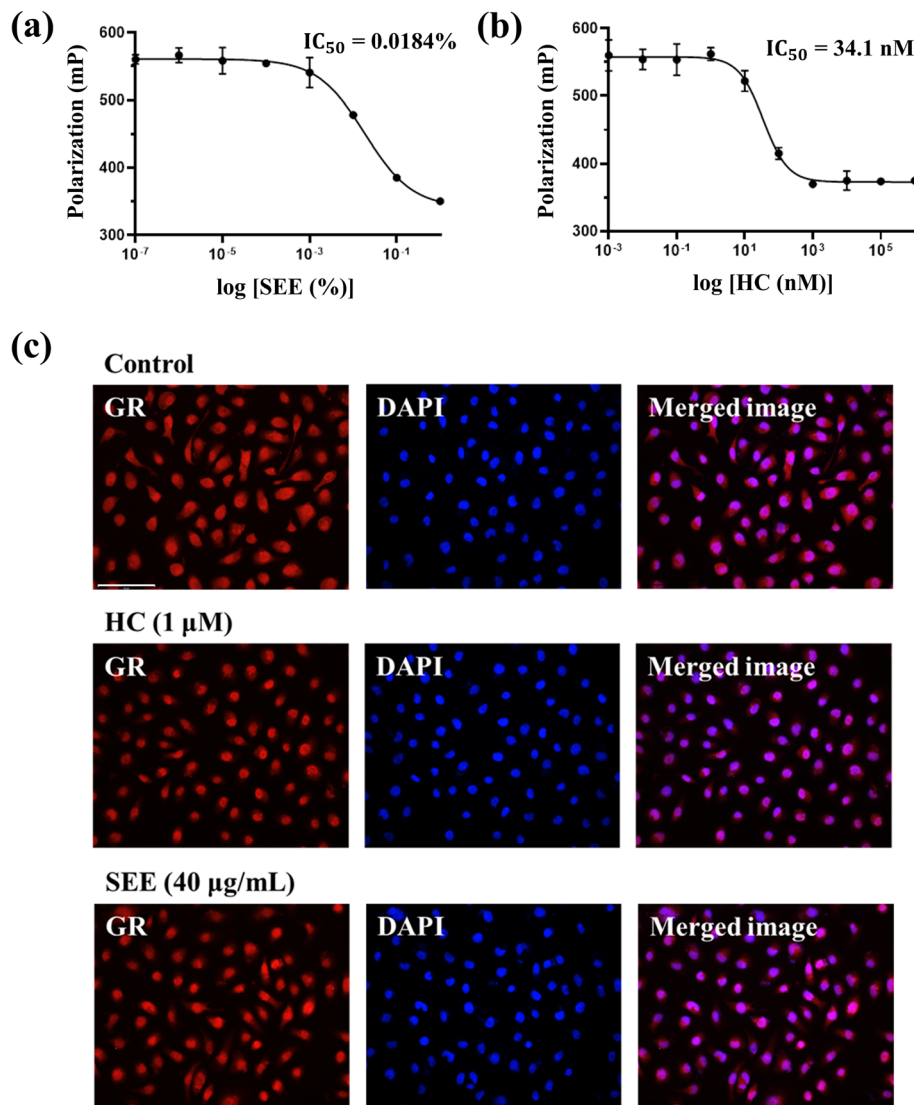 (a)
IC50 = 0.0184%
Polarization (mP)
600
500
400
300
10-7
10-5
10-3
10-1
log [SEE (%)]
(b)
IC50 = 34.1 nM
Polarization (mP)
600
500
400
300
10-3
10-1
101
103
105
log [HC (nM)]
(c)
Control
GR
DAPI
Merged image
HC (1 μM)
GR
DAPI
Merged image
SEE (40 μg/mL)
GR
DAPI
Merged image